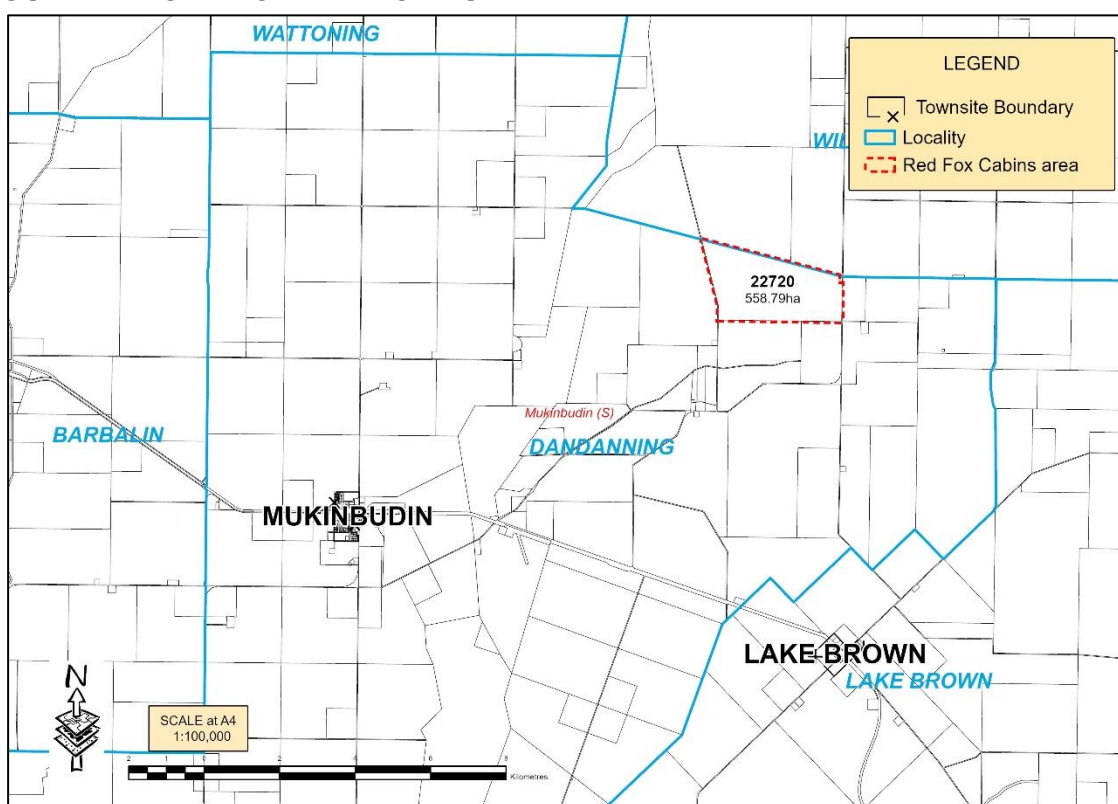 WATTONING
LEGEND
Townsite Boundary
Locality
Red Fox Cabins area
WIL
22720
558.79ha
Mukinbudin (S)
BARBALIN
DANDANNING
MUKINBUDIN
LAKE BROWN
LAKE BROWN
N
SCALE at A4
1:100,000
2 0 2 4 6 8
Kilometres